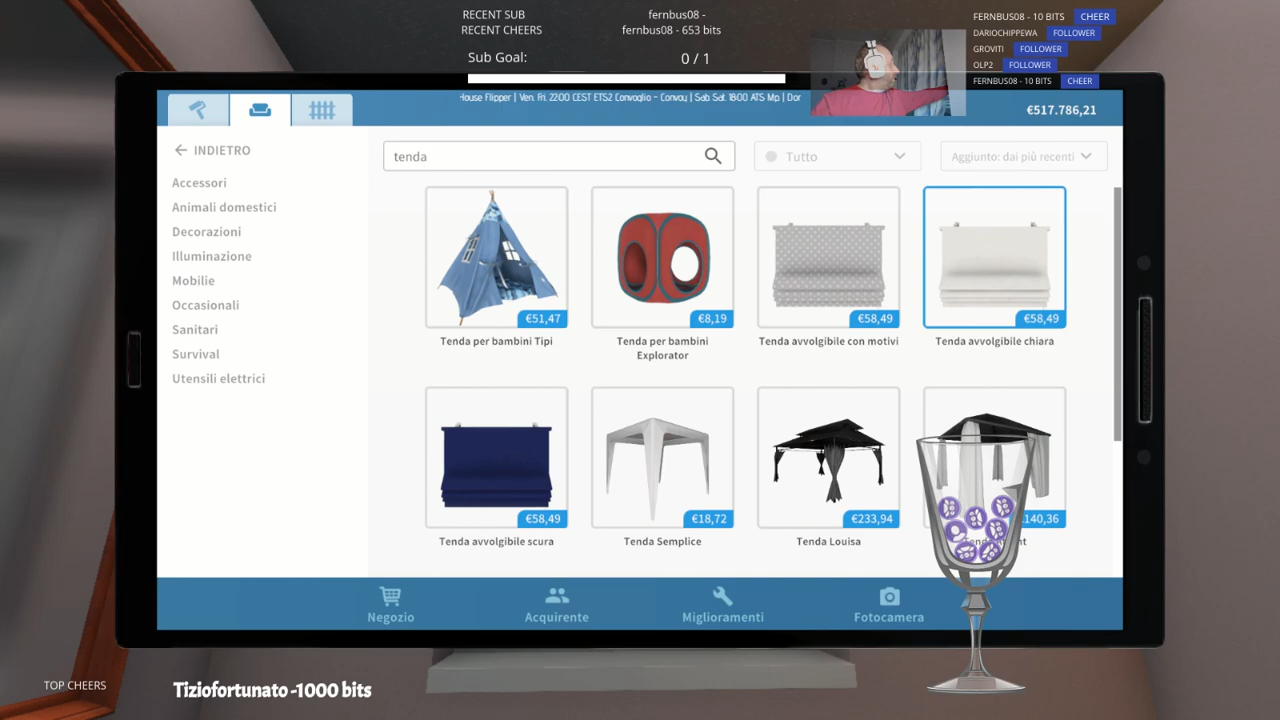 RECENT SUB
RECENT CHEERS
fernbus08 -
fernbus08 - 653 bits
Sub Goal:
0 / 1
FERNBUS08 - 10 BITS CHEER
DARIOCHIPPEWA FOLLOWER
GROVITI FOLLOWER
OLP2 FOLLOWER
FERNBUS08 - 10 BITS CHEER
House Flipper | Ven. Fri. 2200 CEST ETS2 Convoglio - Convoy | Sab Sat. 1800 ATS Mp | Dor
€517.786,21
INDIETRO
Accessori
Animali domestici
Decorazioni
Illuminazione
Mobilie
Occasionali
Sanitari
Survival
Utensili elettrici
tenda
Tutto
Aggiunto: dai più recenti
€51,47
€8,19
€58,49
€58,49
Tenda per bambini Tipi
Tenda per bambini
Explorator
Tenda avvolgibile con motivi
Tenda avvolgibile chiara
€58,49
€18,72
€233,94
€140,36
Tenda avvolgibile scura
Tenda Semplice
Tenda Louisa
Negozio
Acquirente
Miglioramenti
Fotocamera
TOP CHEERS
Tiziofortunato -1000 bits